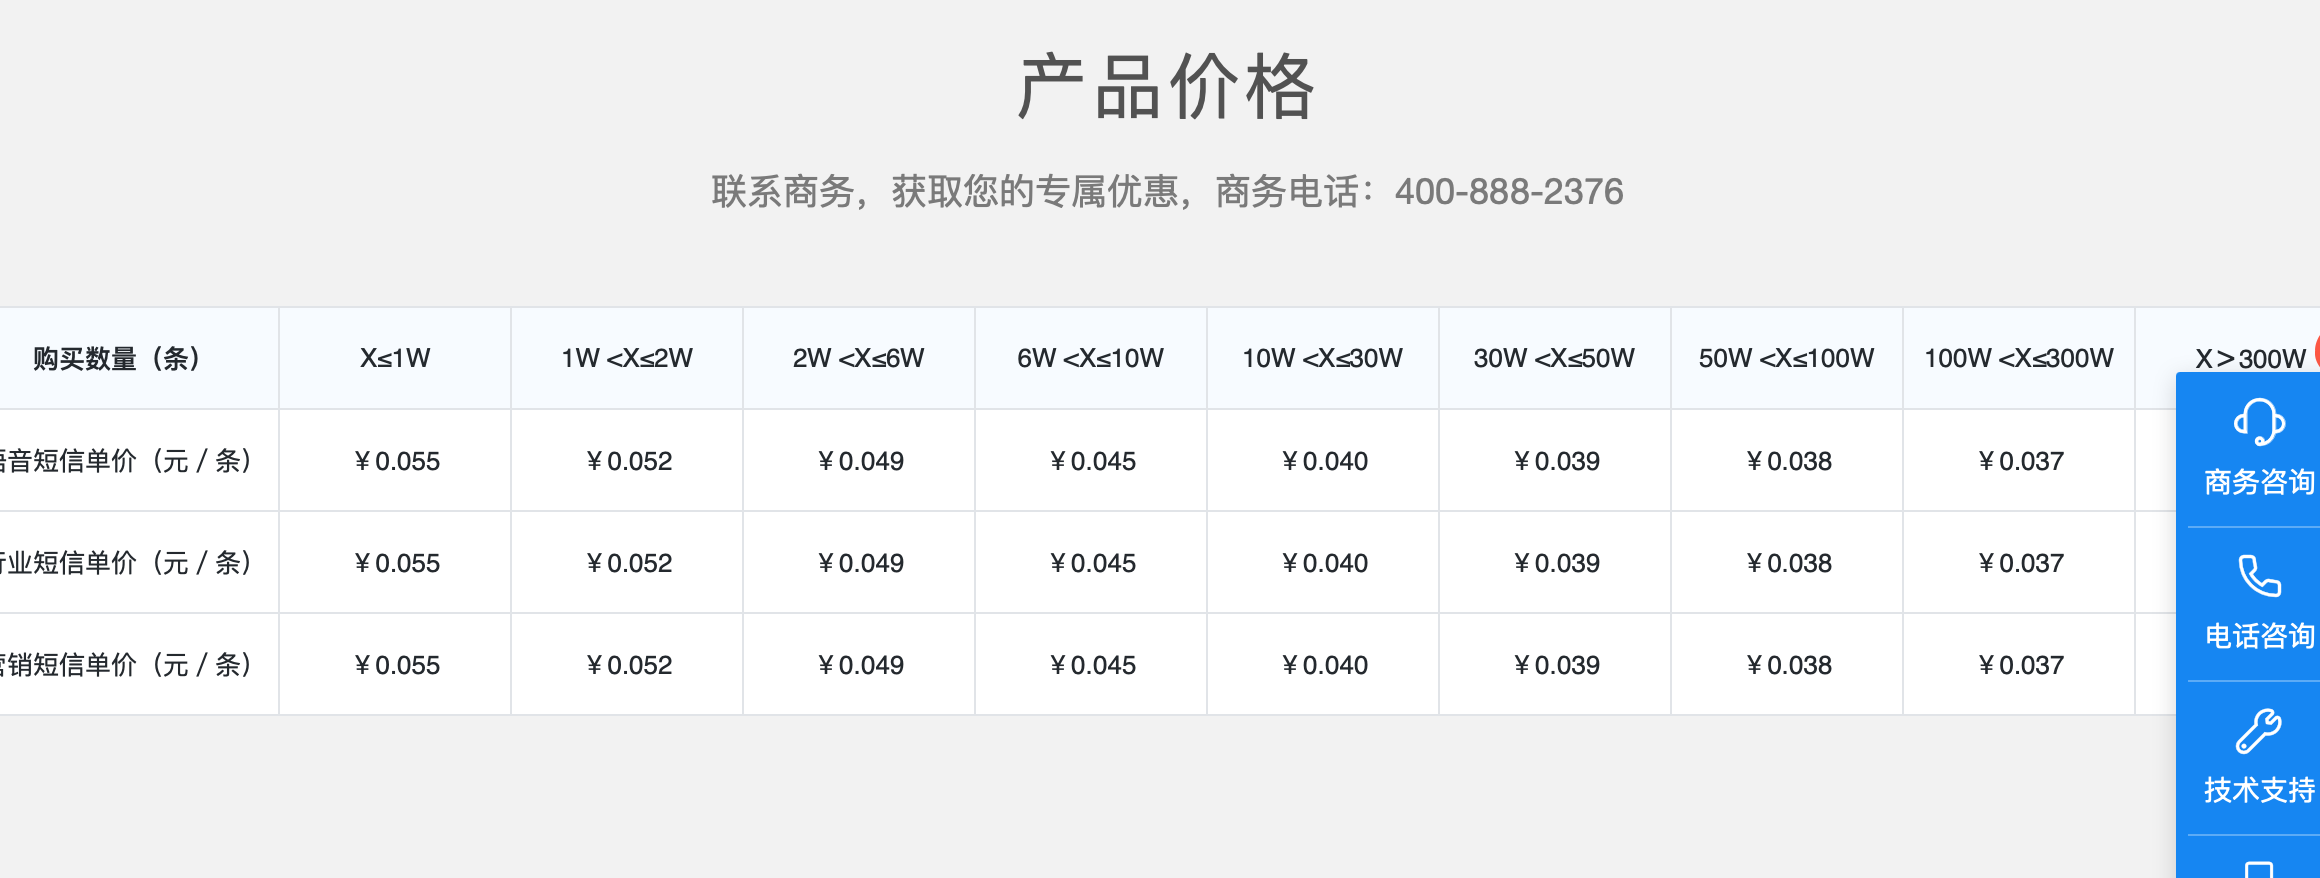 产品价格
联系商务，获取您的专属优惠，商务电话：400-888-2376
购买数量（条） X≤1W 1W <X≤2W 2W <X≤6W 6W <X≤10W 10W <X≤30W 30W <X≤50W 50W <X≤100W 100W <X≤300W X＞300W
语音短信单价（元 / 条） ¥ 0.055 ¥ 0.052 ¥ 0.049 ¥ 0.045 ¥ 0.040 ¥ 0.039 ¥ 0.038 ¥ 0.037
行业短信单价（元 / 条） ¥ 0.055 ¥ 0.052 ¥ 0.049 ¥ 0.045 ¥ 0.040 ¥ 0.039 ¥ 0.038 ¥ 0.037
营销短信单价（元 / 条） ¥ 0.055 ¥ 0.052 ¥ 0.049 ¥ 0.045 ¥ 0.040 ¥ 0.039 ¥ 0.038 ¥ 0.037
商务咨询
电话咨询
技术支持